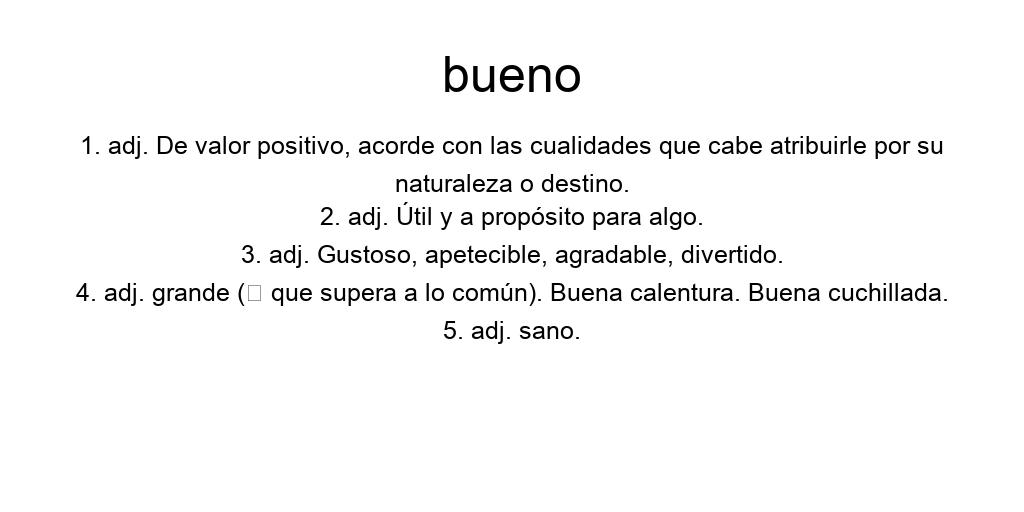 bueno
1. adj. De valor positivo, acorde con las cualidades que cabe atribuirle por su
naturaleza o destino.
2. adj. Útil y a propósito para algo.
3. adj. Gustoso, apetecible, agradable, divertido.
4. adj. grande (□ que supera a lo común). Buena calentura. Buena cuchillada.
5. adj. sano.